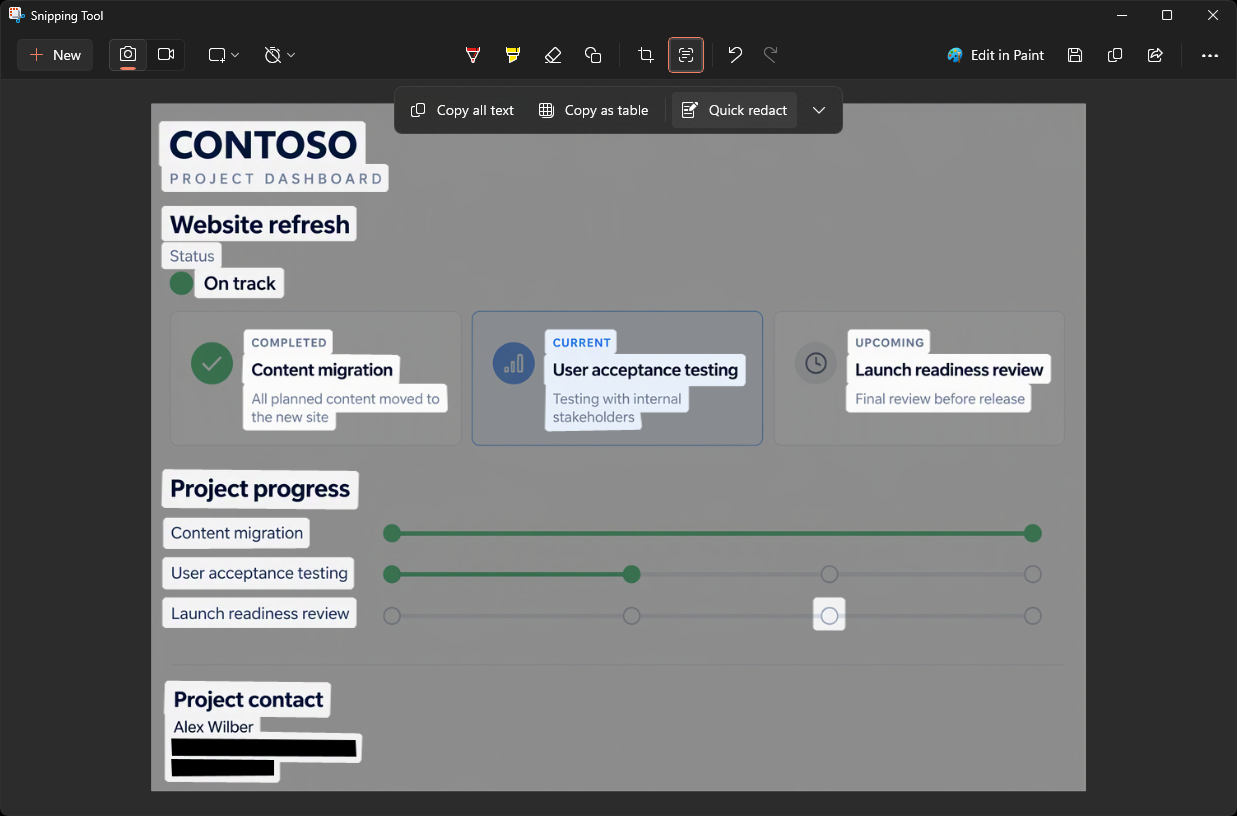 Snipping Tool
New
Edit in Paint
Copy all text
Copy as table
Quick redact
CONTOSO
PROJECT DASHBOARD
Website refresh
Status
On track
COMPLETED
Content migration
All planned content moved to
the new site
CURRENT
User acceptance testing
Testing with internal
stakeholders
UPCOMING
Launch readiness review
Final review before release
Project progress
Content migration
User acceptance testing
Launch readiness review
Project contact
Alex Wilber